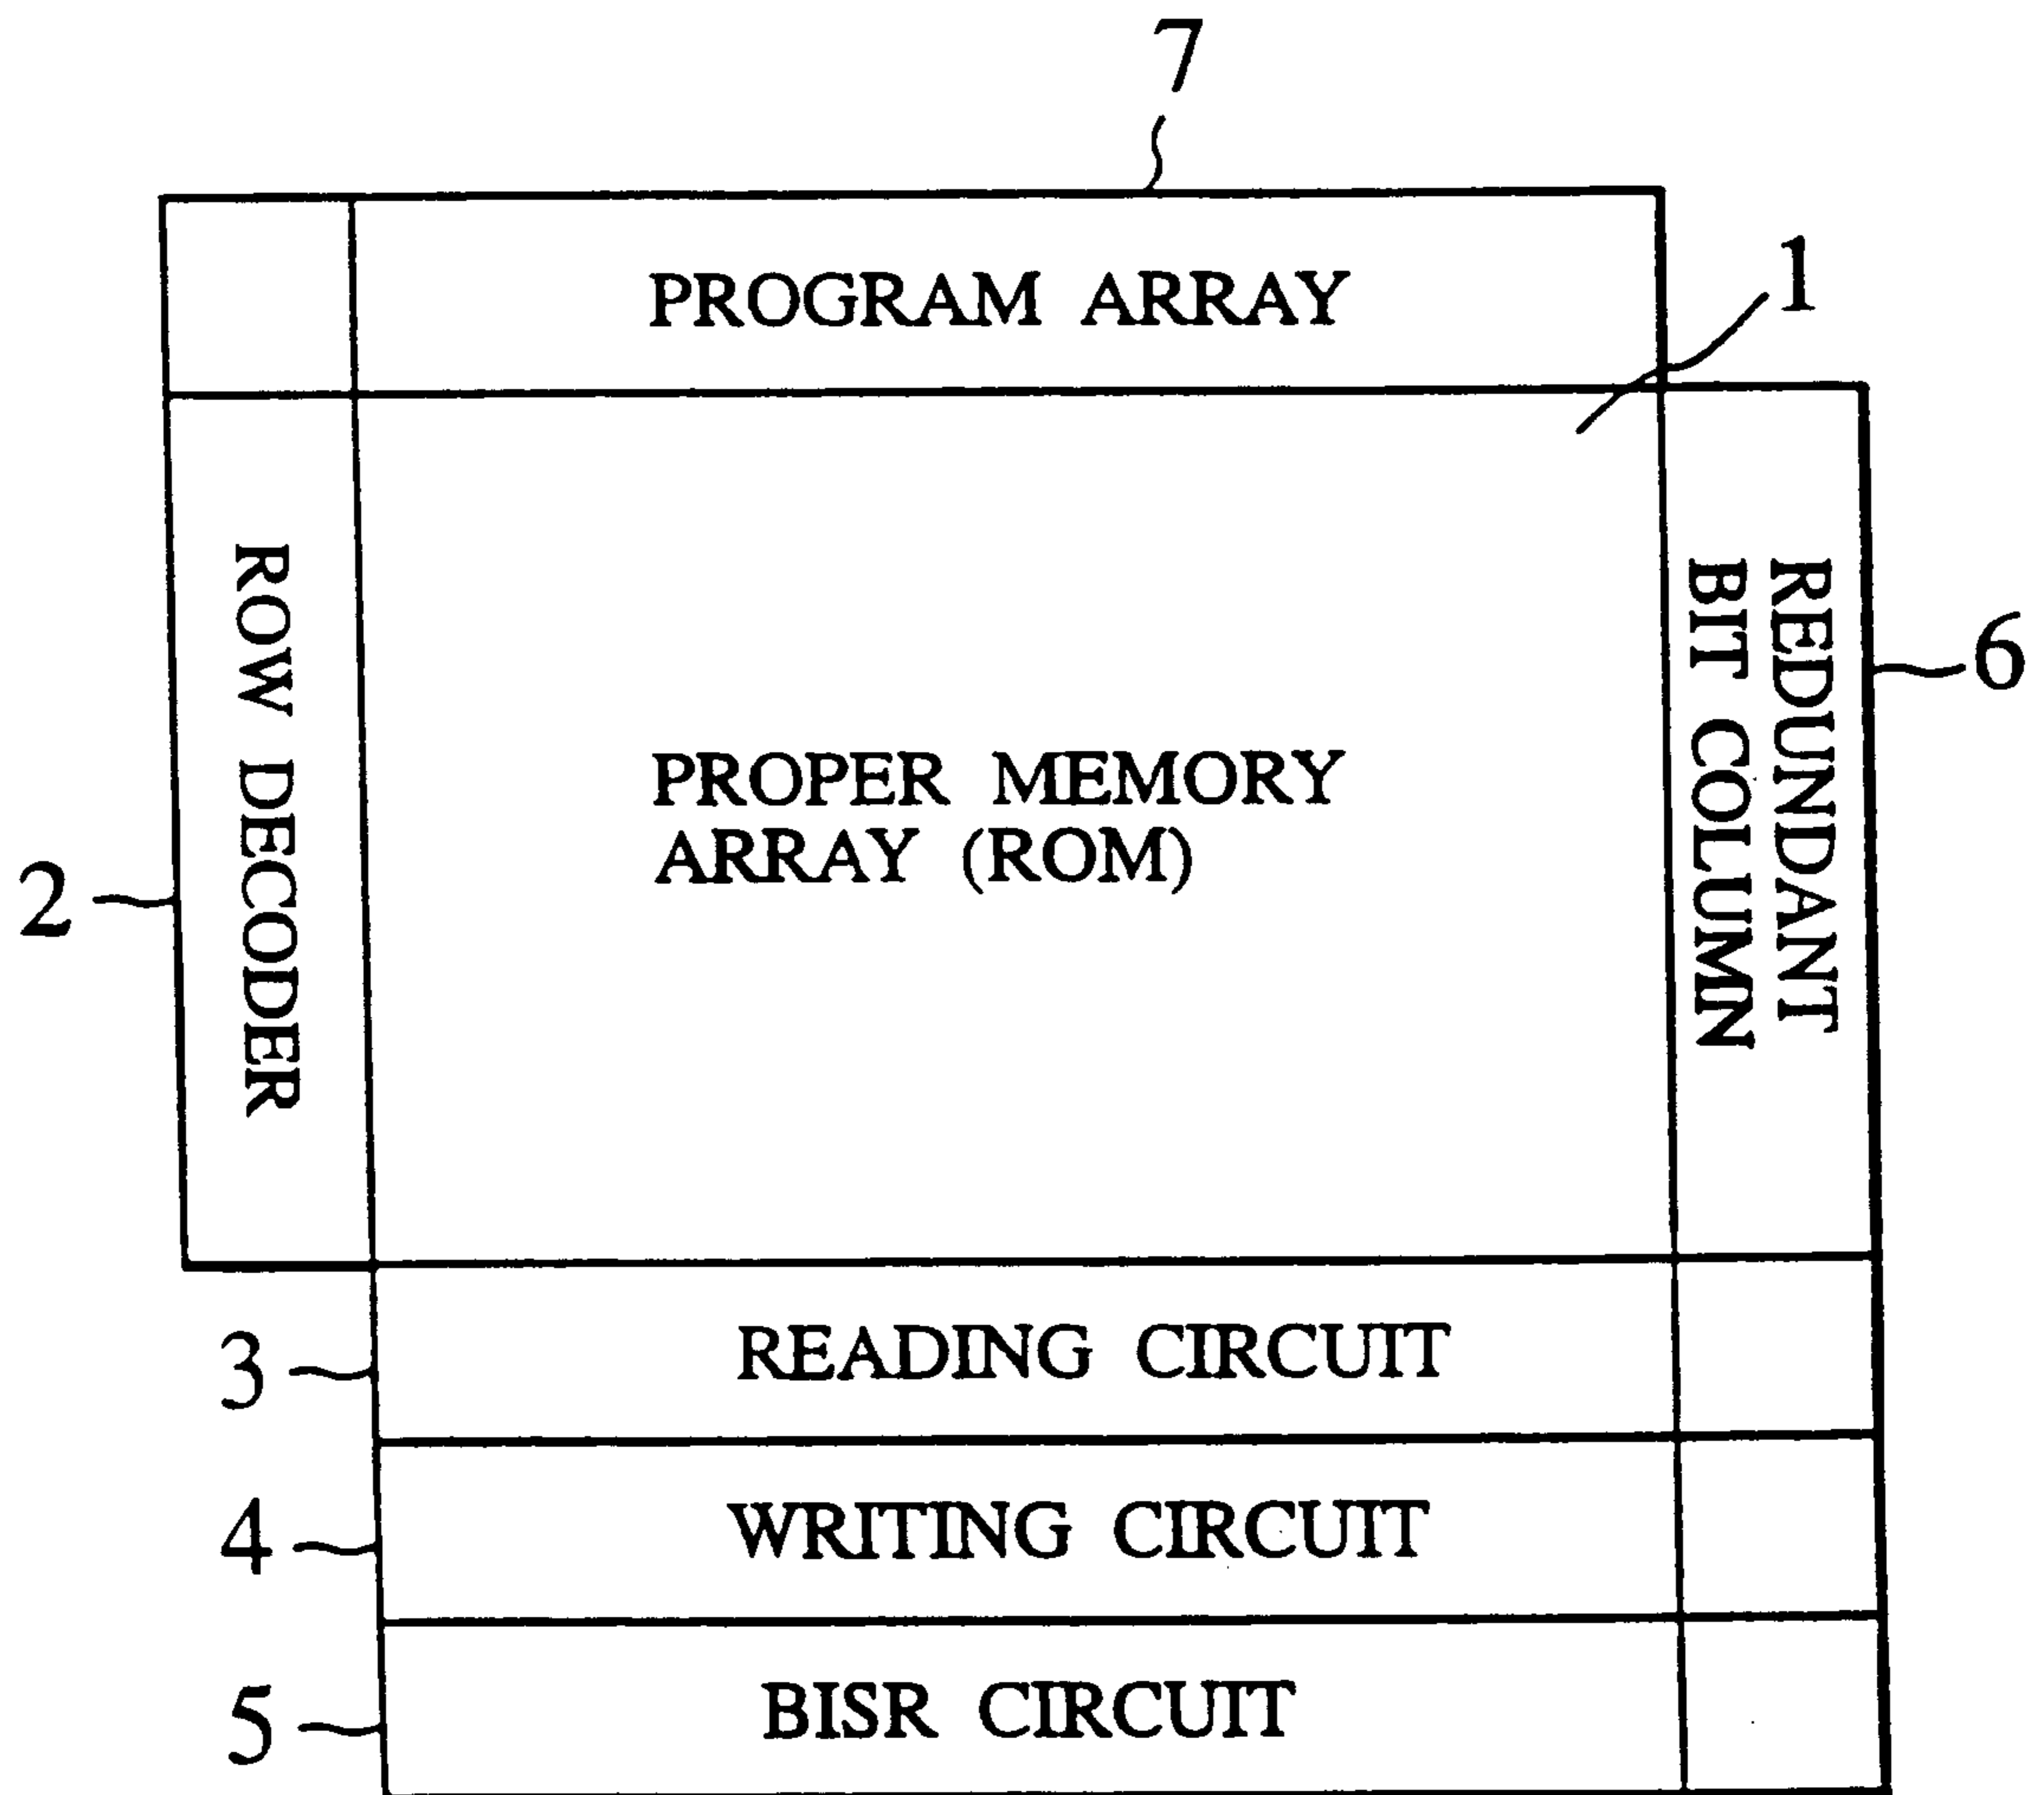 7
PROGRAM ARRAY
1
ROW DECODER
2
PROPER MEMORY
ARRAY (ROM)
REDUNDANT
BIT COLUMN
6
3
READING CIRCUIT
4
WRITING CIRCUIT
5
BISR CIRCUIT